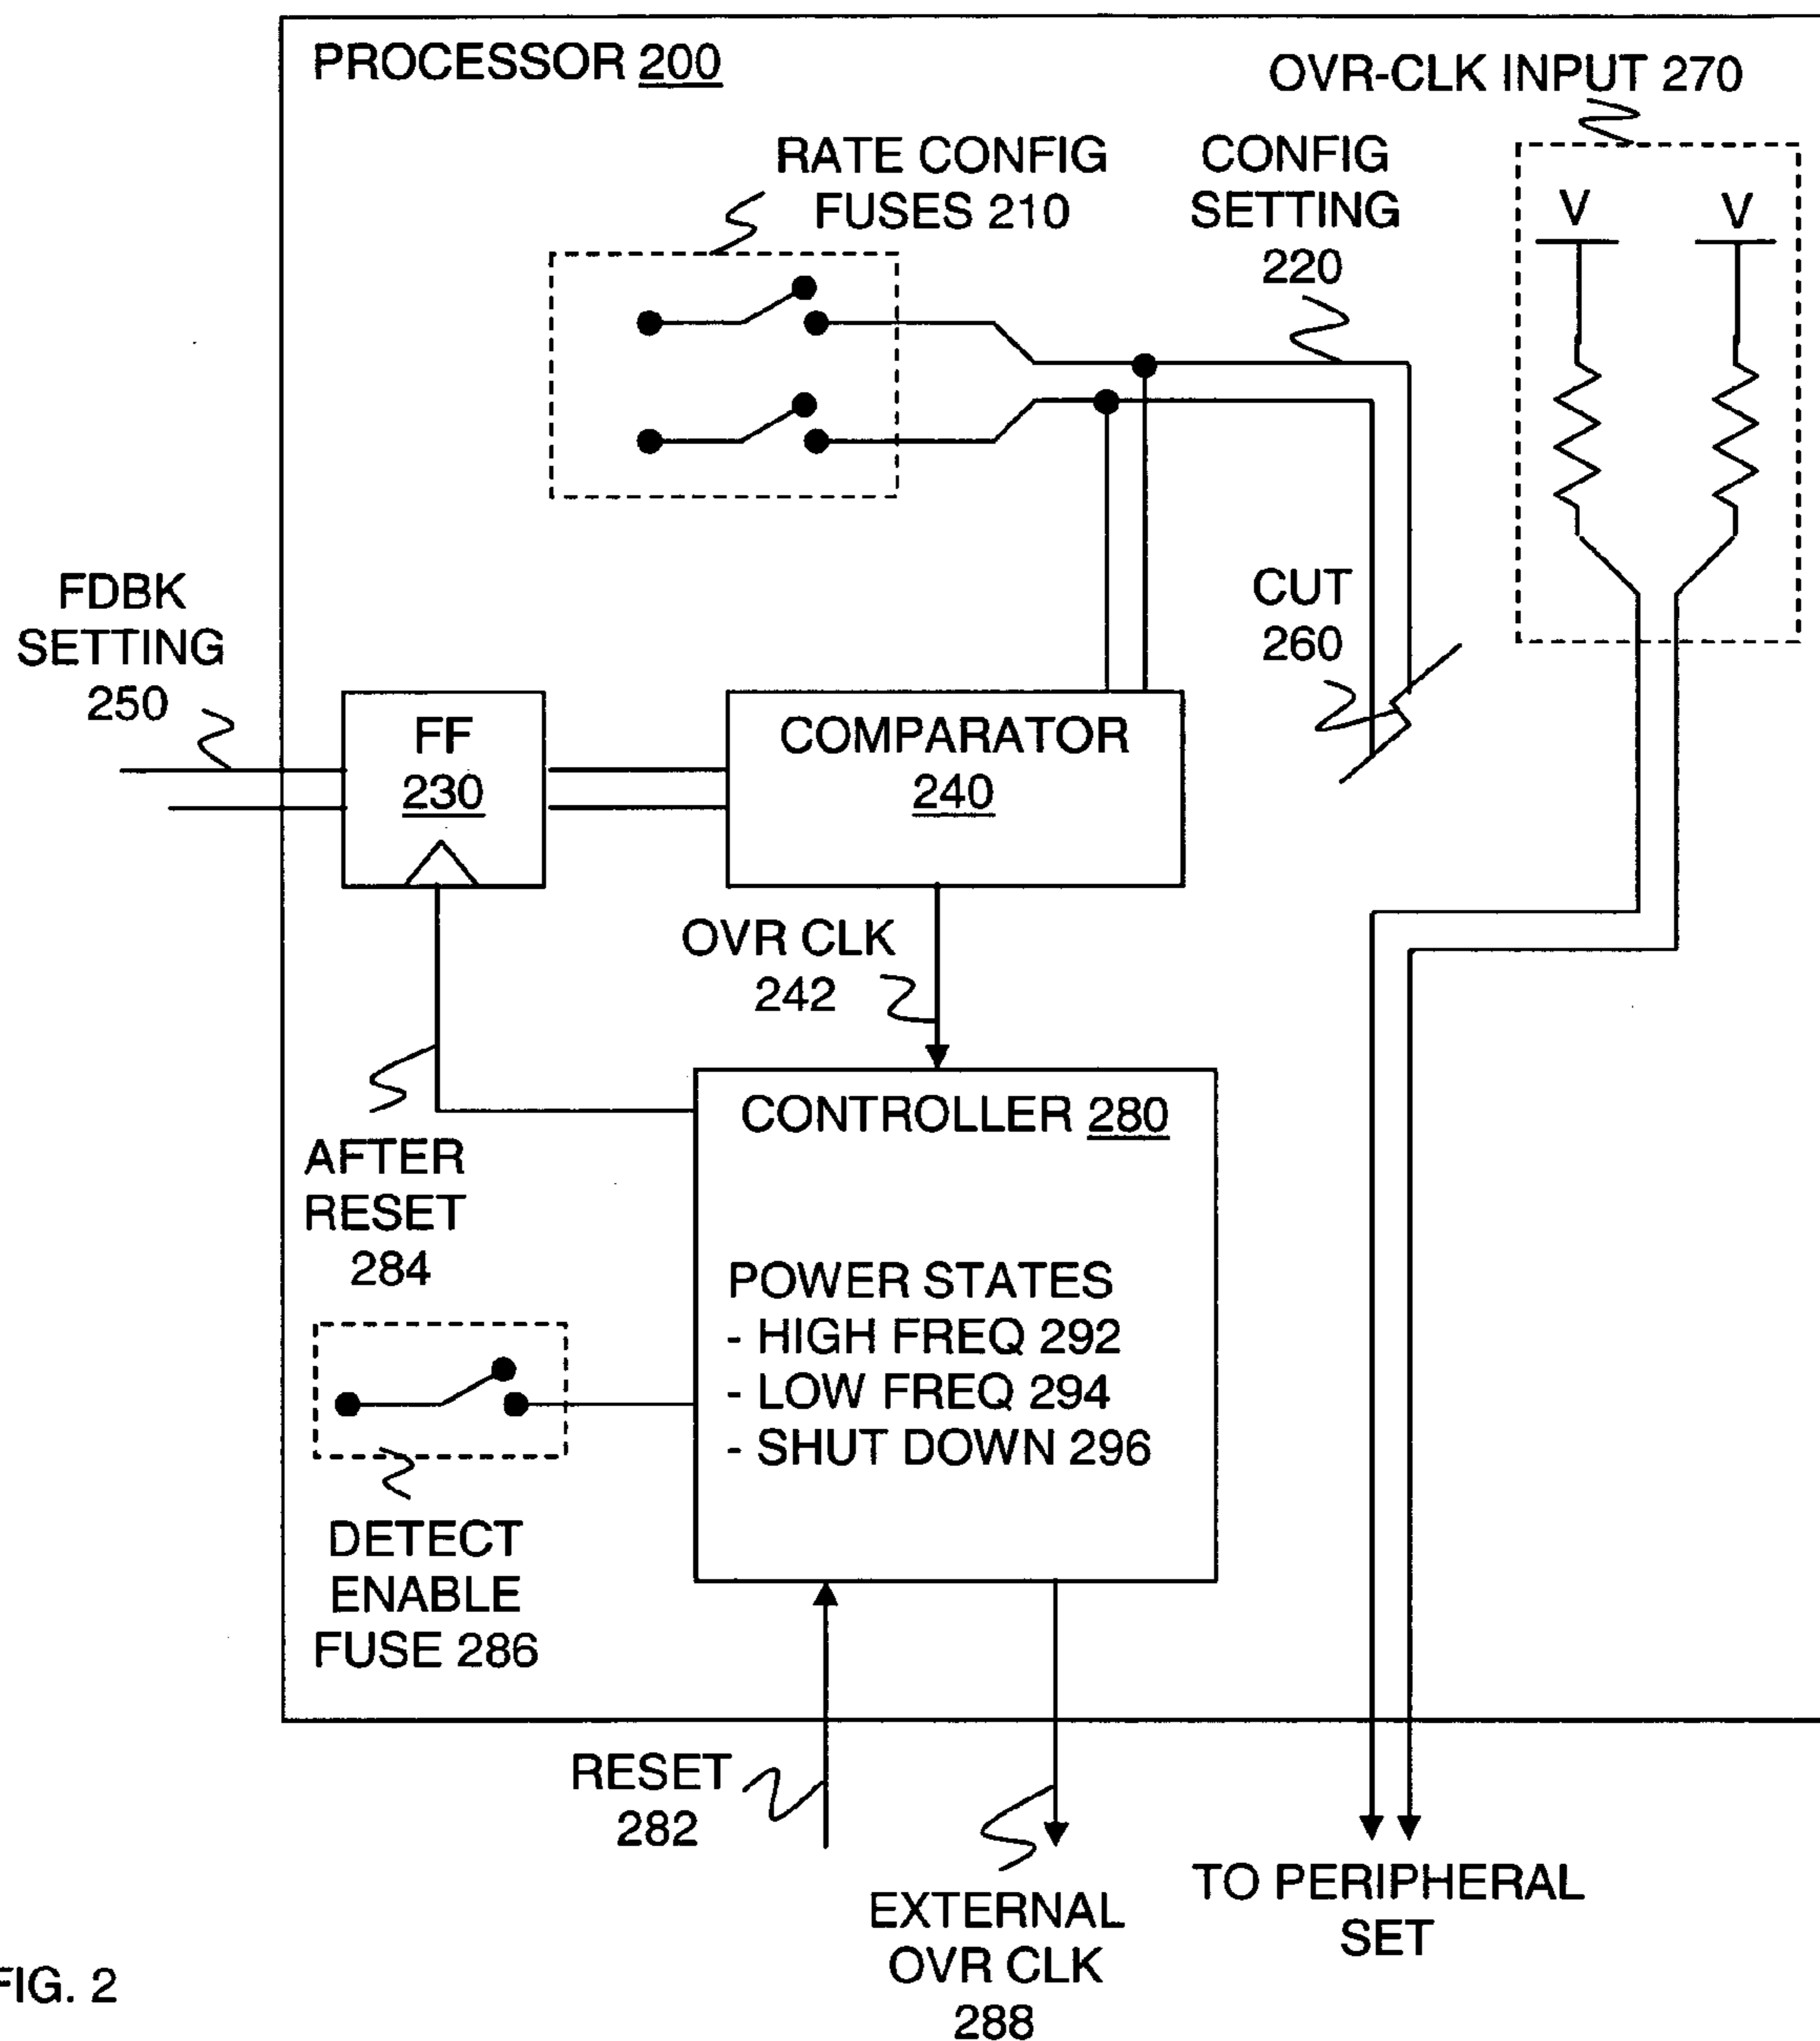 PROCESSOR 200
OVR-CLK INPUT 270
RATE CONFIG
FUSES 210
CONFIG
SETTING
220
V
V
FDBK
SETTING
250
CUT
260
FF
230
COMPARATOR
240
OVR CLK
242
AFTER
RESET
284
CONTROLLER 280
POWER STATES
- HIGH FREQ 292
- LOW FREQ 294
- SHUT DOWN 296
DETECT
ENABLE
FUSE 286
RESET
282
EXTERNAL
OVR CLK
288
TO PERIPHERAL
SET
FIG. 2